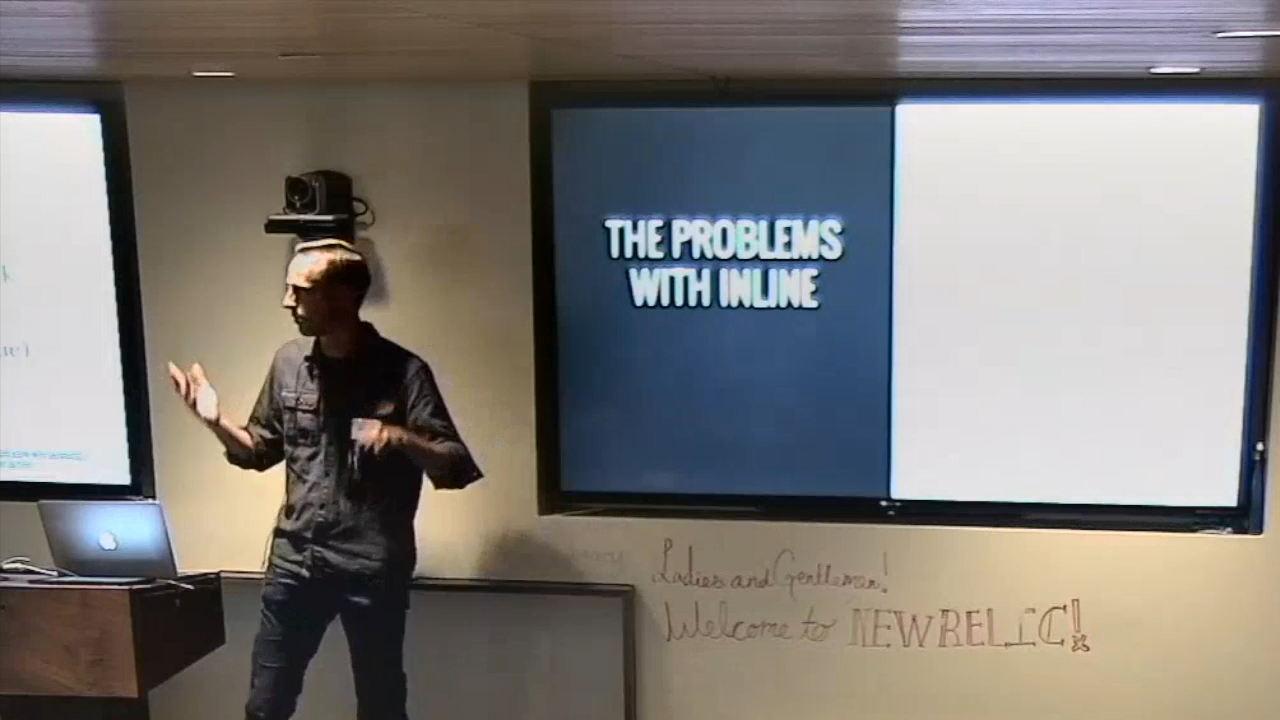 THE PROBLEMS
WITH INLINE
Ladies and Gentleman!
Welcome to NEWRELIC!